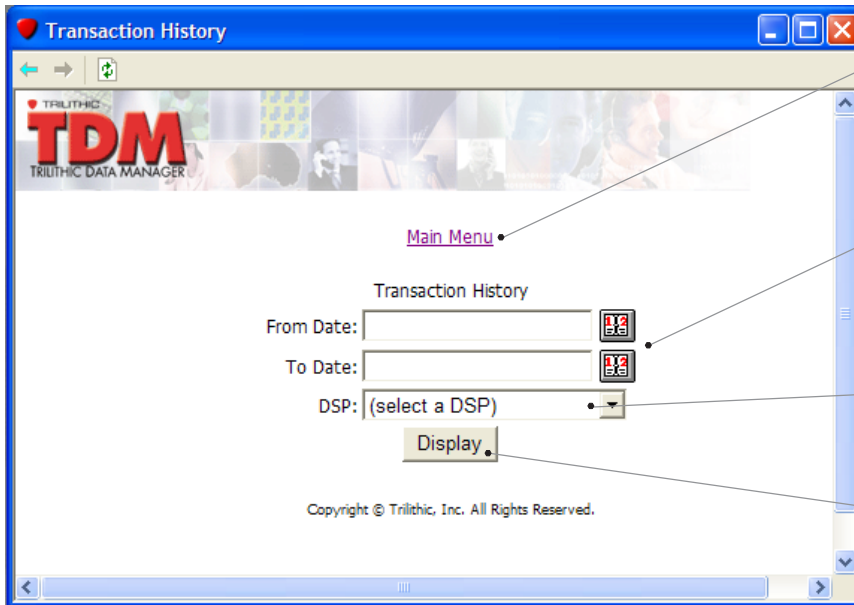 Transaction History
TRILITHIC
TDM
TRILITHIC DATA MANAGER
Main Menu
Transaction History
From Date:
To Date:
DSP: (select a DSP)
Display
Copyright © Trilithic, Inc. All Rights Reserved.